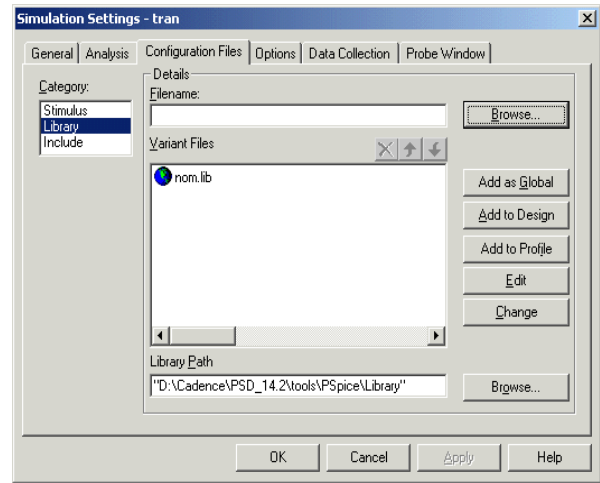 Simulation Settings - tran
General Analysis Configuration Files Options Data Collection Probe Window
Category:
Stimulus
Library
Include
Details
Filename:
Browse...
Variant Files
nom.lib
Add as Global
Add to Design
Add to Profile
Edit
Change
Library Path
"D:\Cadence\PSD_14.2\tools\PSpice\Library"
Browse...
OK Cancel Apply Help